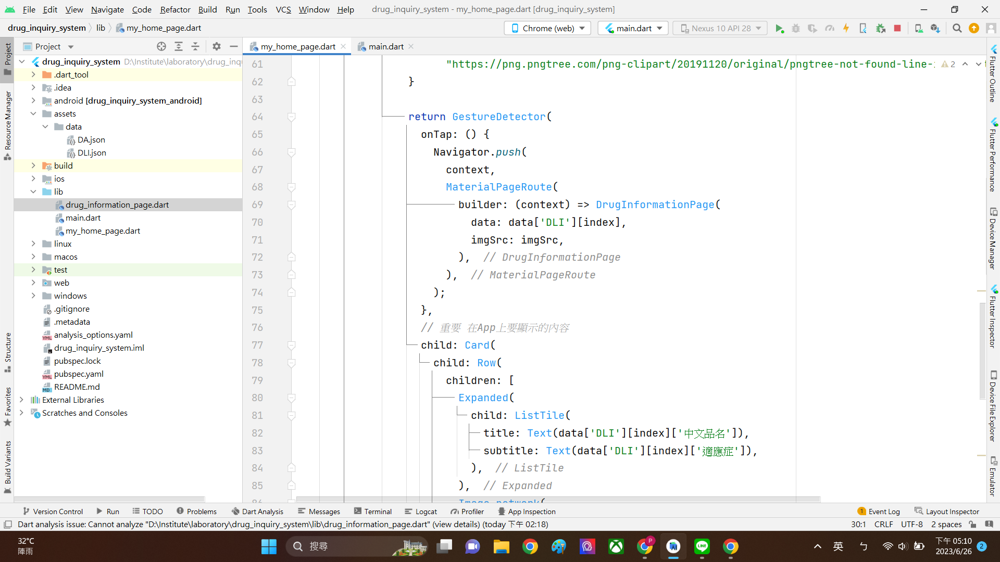 File Edit View Navigate Code Refactor Build Run Tools VCS Window Help drug_inquiry_system - my_home_page.dart [drug_inquiry_system]
drug_inquiry_system lib my_home_page.dart Chrome (web) main.dart Nexus 10 API 28
Project my_home_page.dart main.dart
drug_inquiry_system D:\Institute\laboratory\drug_inq
.dart_tool
.idea
android [drug_inquiry_system_android]
assets
data
DA.json
DLI.json
build
ios
lib
drug_information_page.dart
main.dart
my_home_page.dart
linux
macos
test
web
windows
.gitignore
.metadata
analysis_options.yaml
drug_inquiry_system.iml
pubspec.lock
pubspec.yaml
README.md
External Libraries
Scratches and Consoles
Project
Resource Manager
Structure
Favorites
Build Variants
61 "https://png.pngtree.com/png-clipart/20191120/original/pngtree-not-found-line- 2
62 }
63
64 return GestureDetector(
65 onTap: () {
66 Navigator.push(
67 context,
68 MaterialPageRoute(
69 builder: (context) => DrugInformationPage(
70 data: data['DLI'][index],
71 imgSrc: imgSrc,
72 ), // DrugInformationPage
73 ), // MaterialPageRoute
74 );
75 },
76 // 重要 在App上要顯示的內容
77 child: Card(
78 child: Row(
79 children: [
80 Expanded(
81 child: ListTile(
82 title: Text(data['DLI'][index]['中文品名']),
83 subtitle: Text(data['DLI'][index]['適應症']),
84 ), // ListTile
85 ), // Expanded
86 Image.network(
Flutter Outline
Flutter Performance
Device Manager
Flutter Inspector
Device File Explorer
Emulator
Version Control Run TODO Problems Dart Analysis Messages Terminal Logcat Profiler App Inspection 1 Event Log Layout Inspector
Dart analysis issue: Cannot analyze "D:\Institute\laboratory\drug_inquiry_system\lib\drug_information_page.dart" (view details) (today 下午 02:18) 30:1 CRLF UTF-8 2 spaces
32°C
陣雨
搜尋
P
LINE
英
ㄅ
下午 05:10
2023/6/26
2